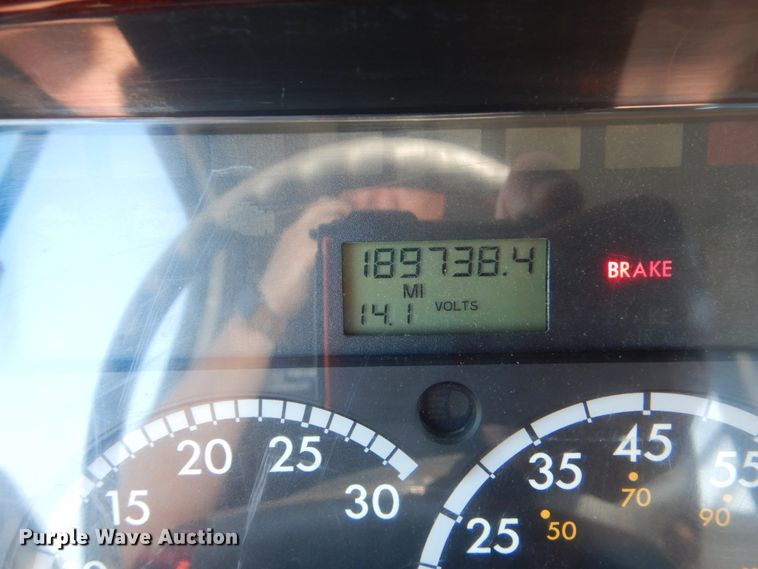 189738.4
MI
14.1 VOLTS
BRAKE
BRAKE
15 20 25 30
25 35 45 55
50 70 90
Purple Wave Auction